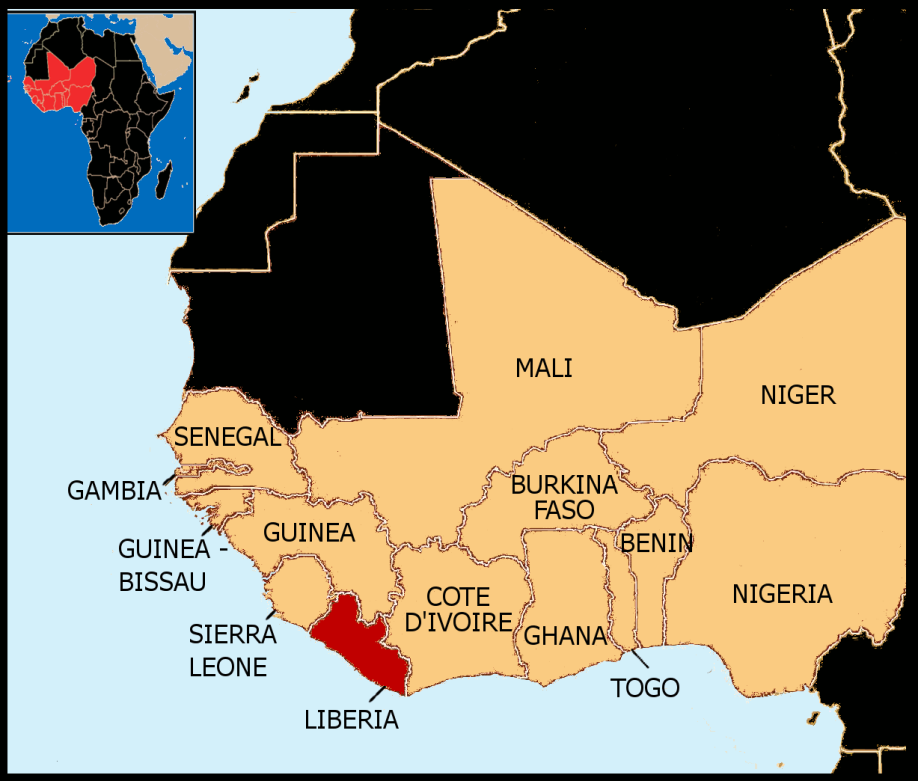 MALI
NIGER
SENEGAL
GAMBIA
BURKINA
FASO
GUINEA
BENIN
GUINEA -
BISSAU
COTE
D'IVOIRE
NIGERIA
GHANA
SIERRA
LEONE
TOGO
LIBERIA